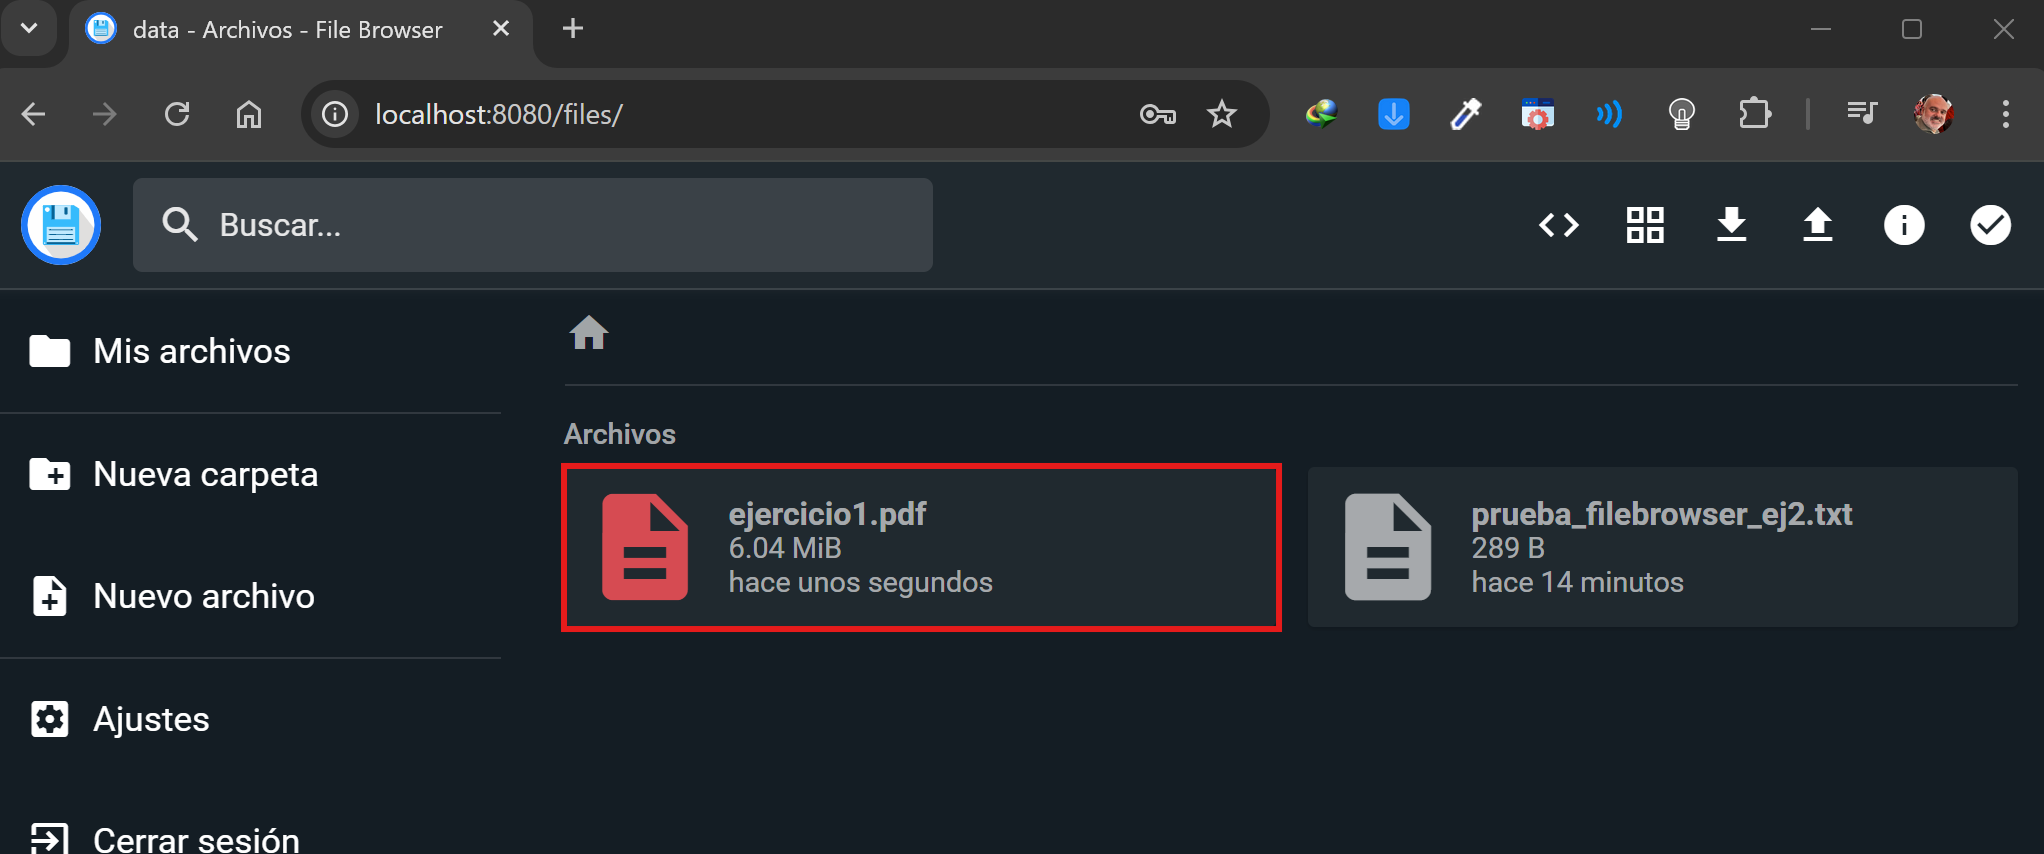 data - Archivos - File Browser
localhost:8080/files/
Buscar...
Mis archivos
Nueva carpeta
Nuevo archivo
Ajustes
Cerrar sesión
Archivos
ejercicio1.pdf
6.04 MiB
hace unos segundos
prueba_filebrowser_ej2.txt
289 B
hace 14 minutos